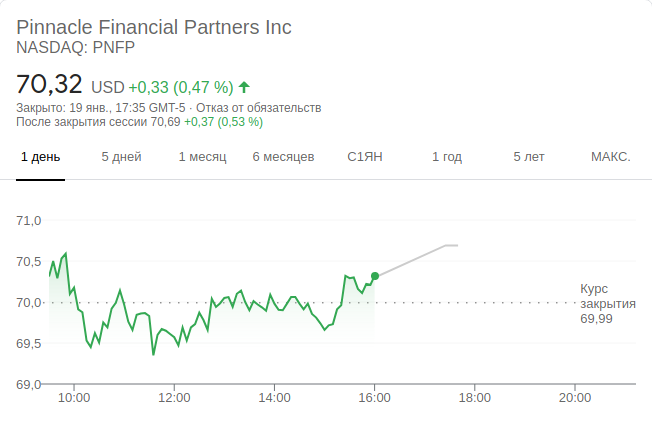 Pinnacle Financial Partners Inc
NASDAQ: PNFP
70,32 USD +0,33 (0,47 %)
Закрыто: 19 янв., 17:35 GMT-5 · Отказ от обязательств
После закрытия сессии 70,69 +0,37 (0,53 %)
1 день 5 дней 1 месяц 6 месяцев С1ЯН 1 год 5 лет МАКС.
71,0
70,5
Курс
70,0 закрытия
69,99
69,5
69,0
10:00 12:00 14:00 16:00 18:00 20:00